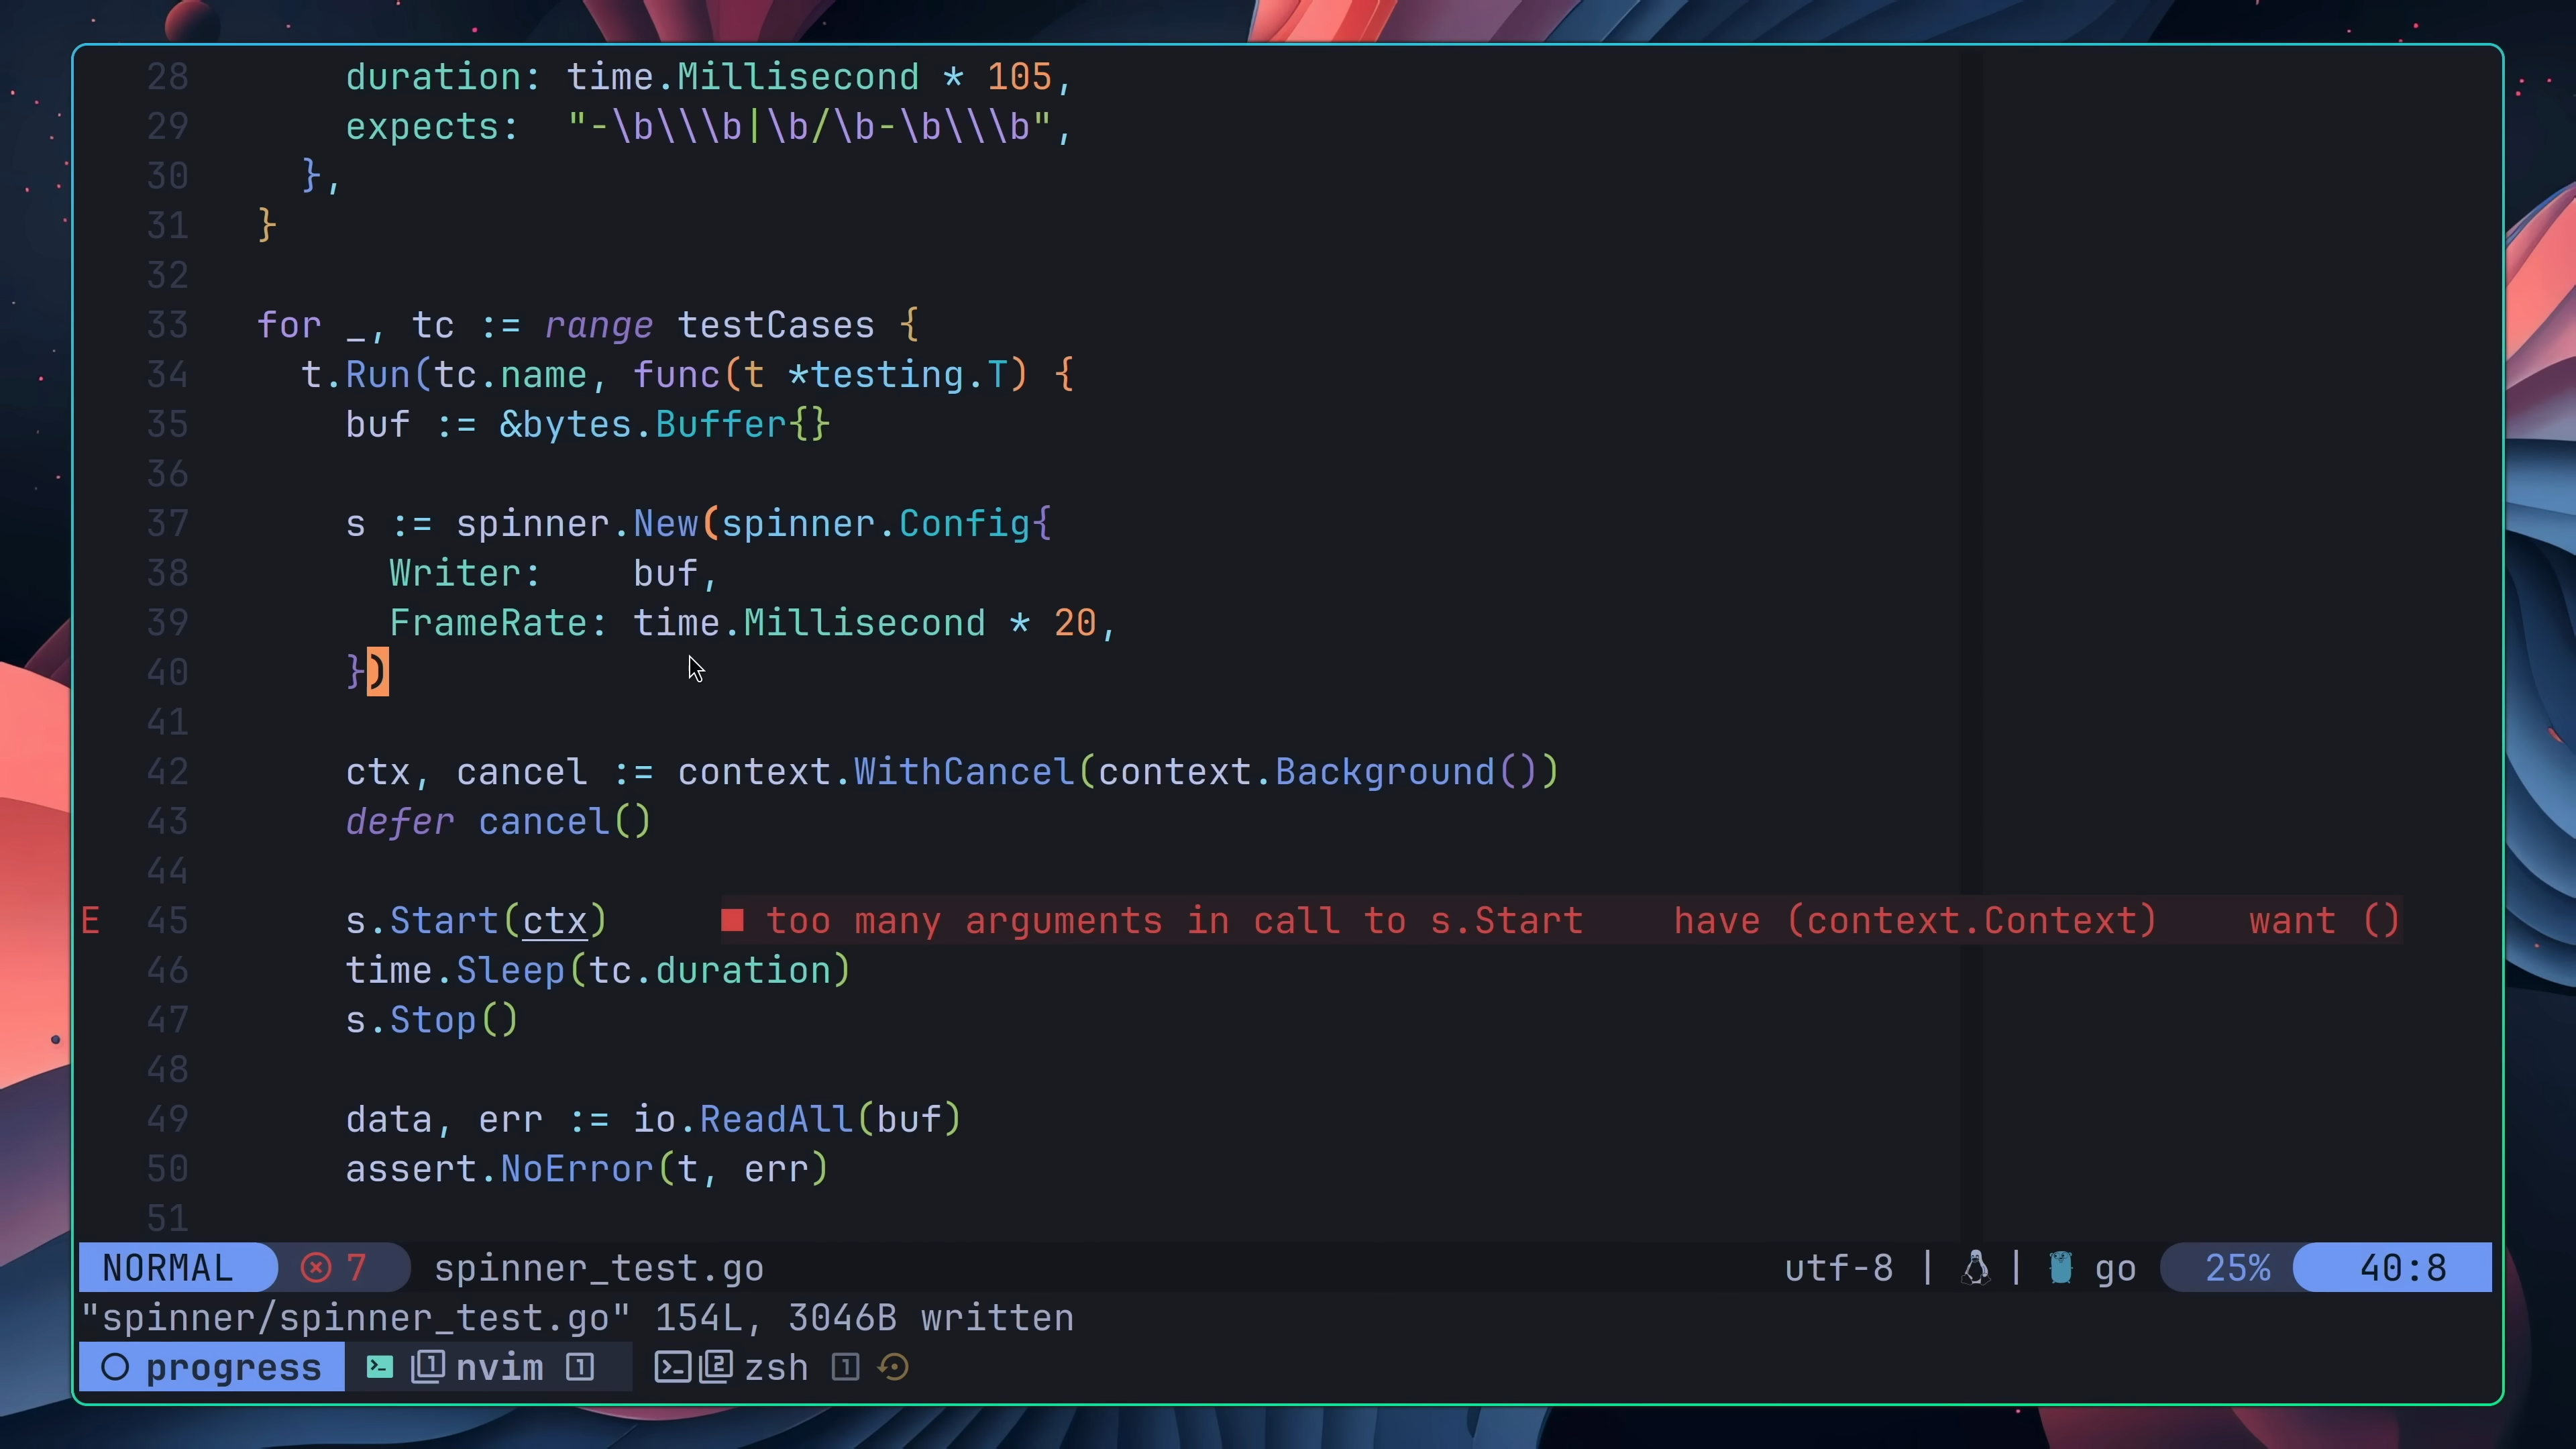 28 duration: time.Millisecond * 105,
29 expects: "-\b\\\b|\b/\b-\b\\\b",
30 },
31 }
32
33 for _, tc := range testCases {
34 t.Run(tc.name, func(t *testing.T) {
35 buf := &bytes.Buffer{}
36
37 s := spinner.New(spinner.Config{
38 Writer: buf,
39 FrameRate: time.Millisecond * 20,
40 })
41
42 ctx, cancel := context.WithCancel(context.Background())
43 defer cancel()
44
E 45 s.Start(ctx) ■ too many arguments in call to s.Start have (context.Context) want ()
46 time.Sleep(tc.duration)
47 s.Stop()
48
49 data, err := io.ReadAll(buf)
50 assert.NoError(t, err)
51
NORMAL 7 spinner_test.go utf-8 | | go 25% 40:8
"spinner/spinner_test.go" 154L, 3046B written
progress 1 nvim 1 2 zsh 1